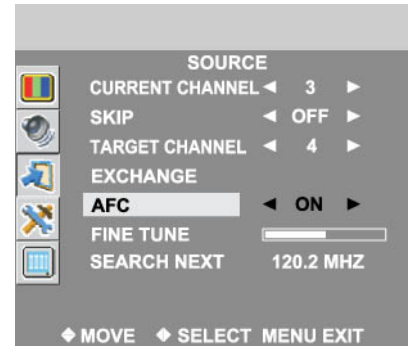 SOURCE
CURRENT CHANNEL ◄ 3 ►
SKIP ◄ OFF ►
TARGET CHANNEL ◄ 4 ►
EXCHANGE
AFC ◄ ON ►
FINE TUNE
SEARCH NEXT 120.2 MHZ
◆ MOVE ◆ SELECT MENU EXIT